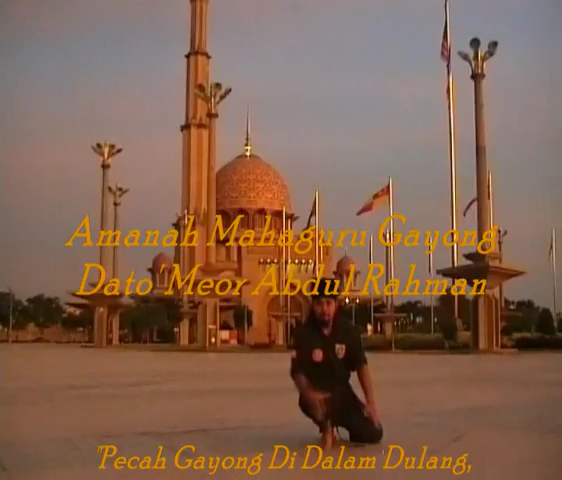 Amanah Mahaguru Gayong
Dato' Meor Abdul Rahman
'Pecah Gayong Di Dalam Dulang,